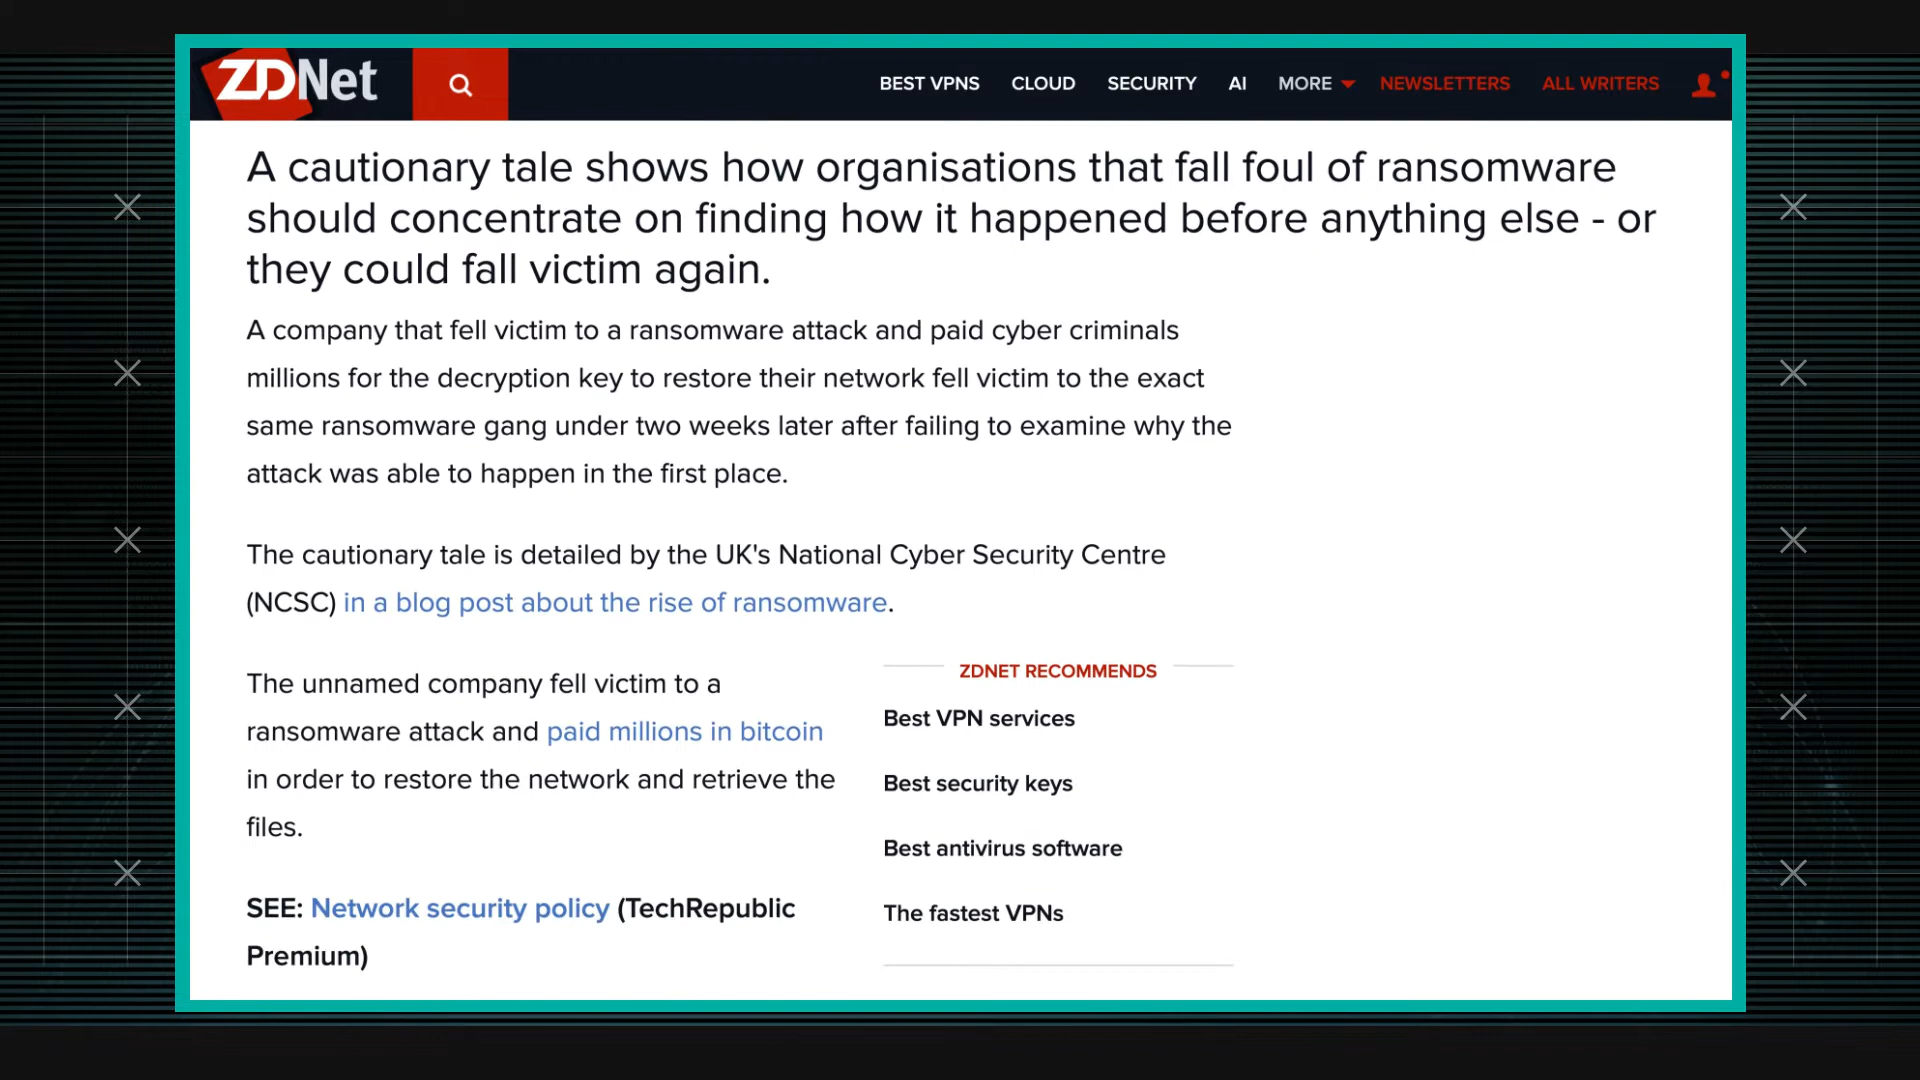 ZDNet
BEST VPNS CLOUD SECURITY AI MORE NEWSLETTERS ALL WRITERS
A cautionary tale shows how organisations that fall foul of ransomware
should concentrate on finding how it happened before anything else - or
they could fall victim again.
A company that fell victim to a ransomware attack and paid cyber criminals
millions for the decryption key to restore their network fell victim to the exact
same ransomware gang under two weeks later after failing to examine why the
attack was able to happen in the first place.
The cautionary tale is detailed by the UK's National Cyber Security Centre
(NCSC) in a blog post about the rise of ransomware.
The unnamed company fell victim to a
ransomware attack and paid millions in bitcoin
in order to restore the network and retrieve the
files.
SEE: Network security policy (TechRepublic
Premium)
ZDNET RECOMMENDS
Best VPN services
Best security keys
Best antivirus software
The fastest VPNs